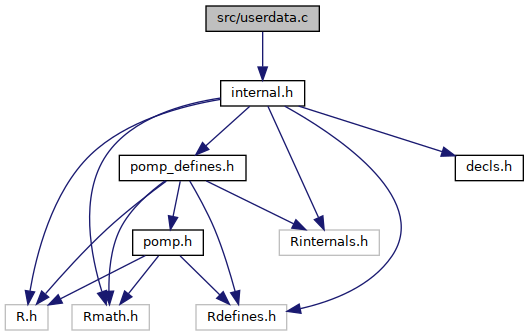 src/userdata.c
internal.h
pomp_defines.h
decls.h
pomp.h
Rinternals.h
R.h
Rmath.h
Rdefines.h